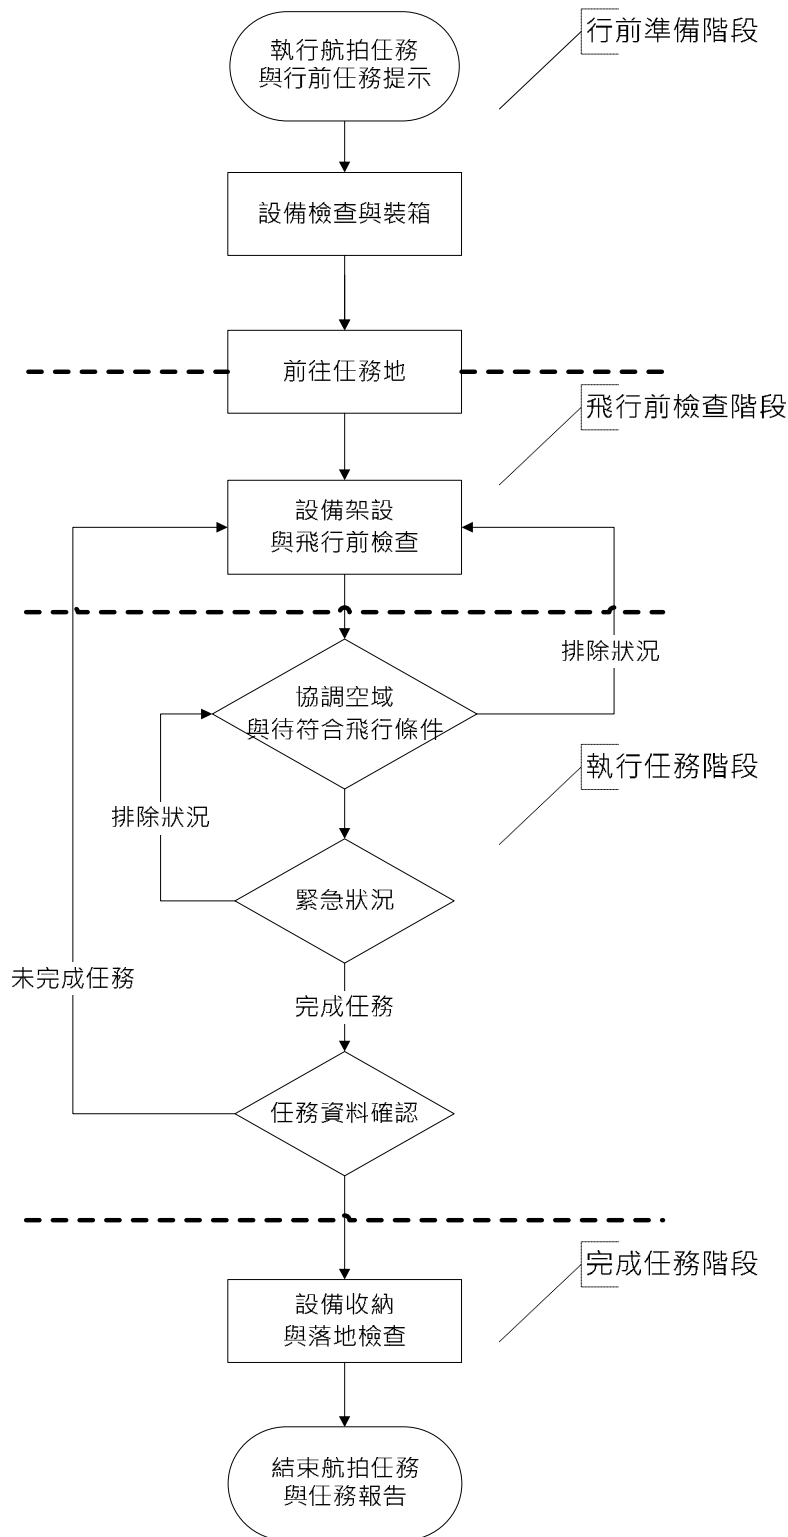 執行航拍任務
與行前任務提示
行前準備階段
設備檢查與裝箱
前往任務地
飛行前檢查階段
設備架設
與飛行前檢查
排除狀況
協調空域
與待符合飛行條件
執行任務階段
排除狀況
緊急狀況
未完成任務
完成任務
任務資料確認
完成任務階段
設備收納
與落地檢查
結束航拍任務
與任務報告